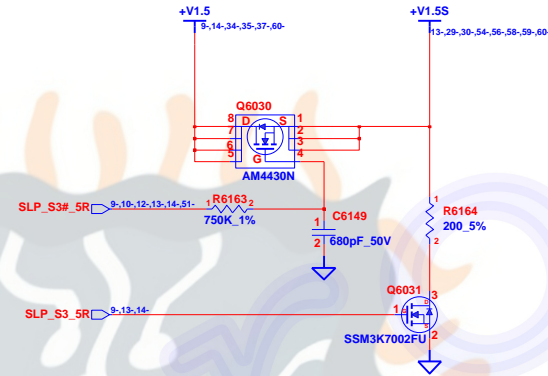 +V1.5
9-,14-,34-,35-,37-,60-
+V1.5S
13-,29-,30-,54-,56-,58-,59-,60-
Q6030
8 D S 1
7 2
6 3
5 G 4
AM4430N
SLP_S3#_5R 9-,10-,12-,13-,14-,51-
1 R6163 2
750K_1%
1 C6149
2 680pF_50V
1
R6164
200_5%
2
Q6031
3
D
SLP_S3_5R 9-,13-,14-
1 G
S
2
SSM3K7002FU